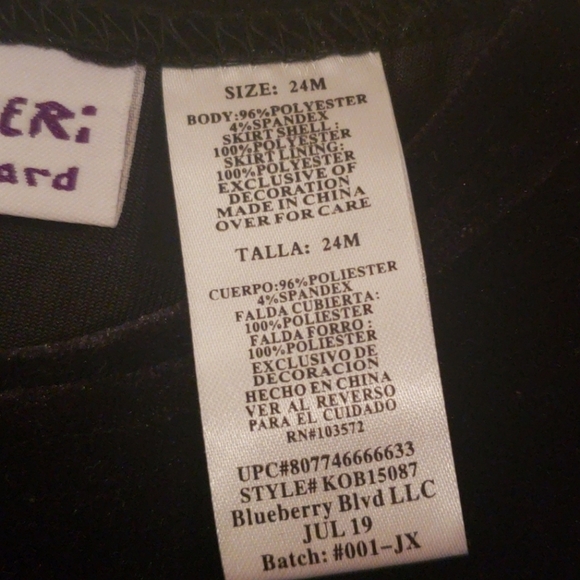 ERi
ard
SIZE: 24M
BODY:96%POLYESTER
4%SPANDEX
SKIRT SHELL :
100%POLYESTER
SKIRT LINING:
100%POLYESTER
EXCLUSIVE OF
DECORATION
MADE IN CHINA
OVER FOR CARE
TALLA: 24M
CUERPO:96%POLIESTER
4%SPANDEX
FALDA CUBIERTA:
100%POLIESTER
FALDA FORRO :
100%POLIESTER
EXCLUSIVO DE
DECORACION
HECHO EN CHINA
VER AL REVERSO
PARA EL CUIDADO
RN#103572
UPC#807746666633
STYLE# KOB15087
Blueberry Blvd LLC
JUL 19
Batch: #001-JX